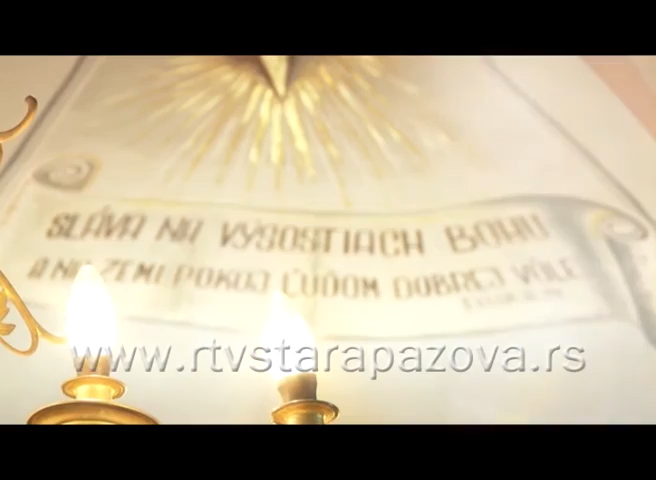 SLÁVA NA VÝSOSTIACH BOHU
A NA ZEMI POKOJ ĽUĎOM DOBREJ VÔLE
www.rtvstarapazova.rs